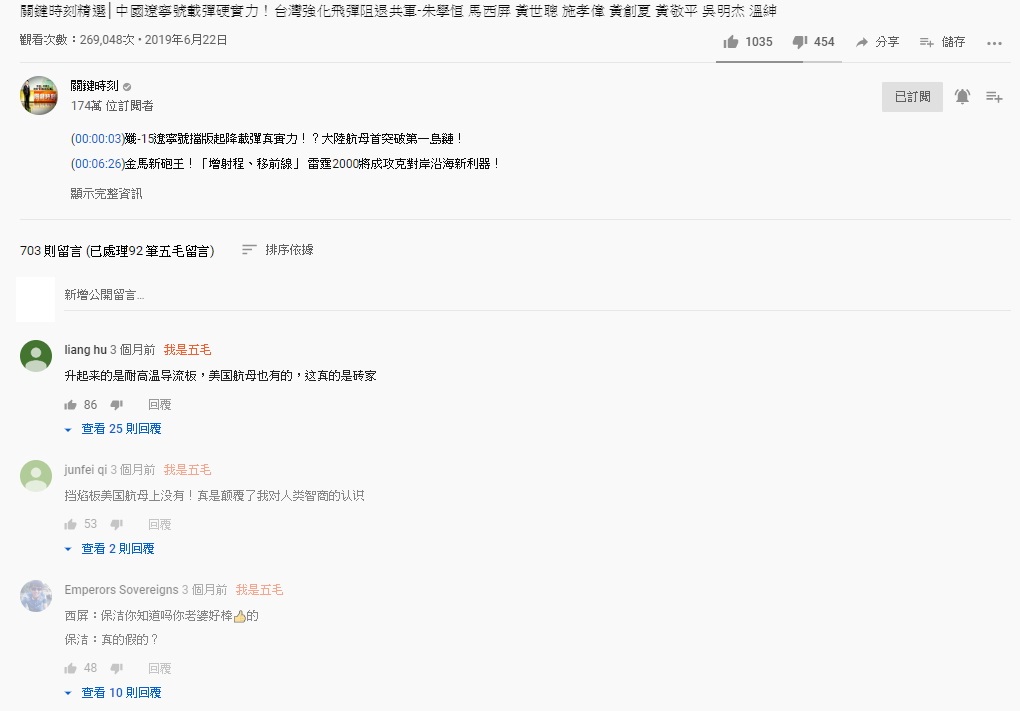 關鍵時刻精選│中國遼寧號載彈硬實力！台灣強化飛彈阻退共軍-朱學恒 馬西屏 黃世聰 施孝偉 黃創夏 黃敬平 吳明杰 溫紳
觀看次數：269,048次 • 2019年6月22日
1035 454 分享 儲存
關鍵時刻
174萬 位訂閱者
已訂閱
(00:00:03)殲-15遼寧號擋版起降載彈真實力！？大陸航母首突破第一島鏈！
(00:06:26)金馬新砲王！「增射程、移前線」 雷霆2000將成攻克對岸沿海新利器！
顯示完整資訊
703 則留言 (已處理92 筆五毛留言) 排序依據
新增公開留言...
liang hu 3 個月前 我是五毛
升起来的是耐高温导流板，美国航母也有的，这真的是砖家
86 回覆
查看 25 則回覆
junfei qi 3 個月前 我是五毛
挡焰板美国航母上没有！真是颠覆了我对人类智商的认识
53 回覆
查看 2 則回覆
Emperors Sovereigns 3 個月前 我是五毛
西屏：保洁你知道吗你老婆好棒👍的
保洁：真的假的？
48 回覆
查看 10 則回覆